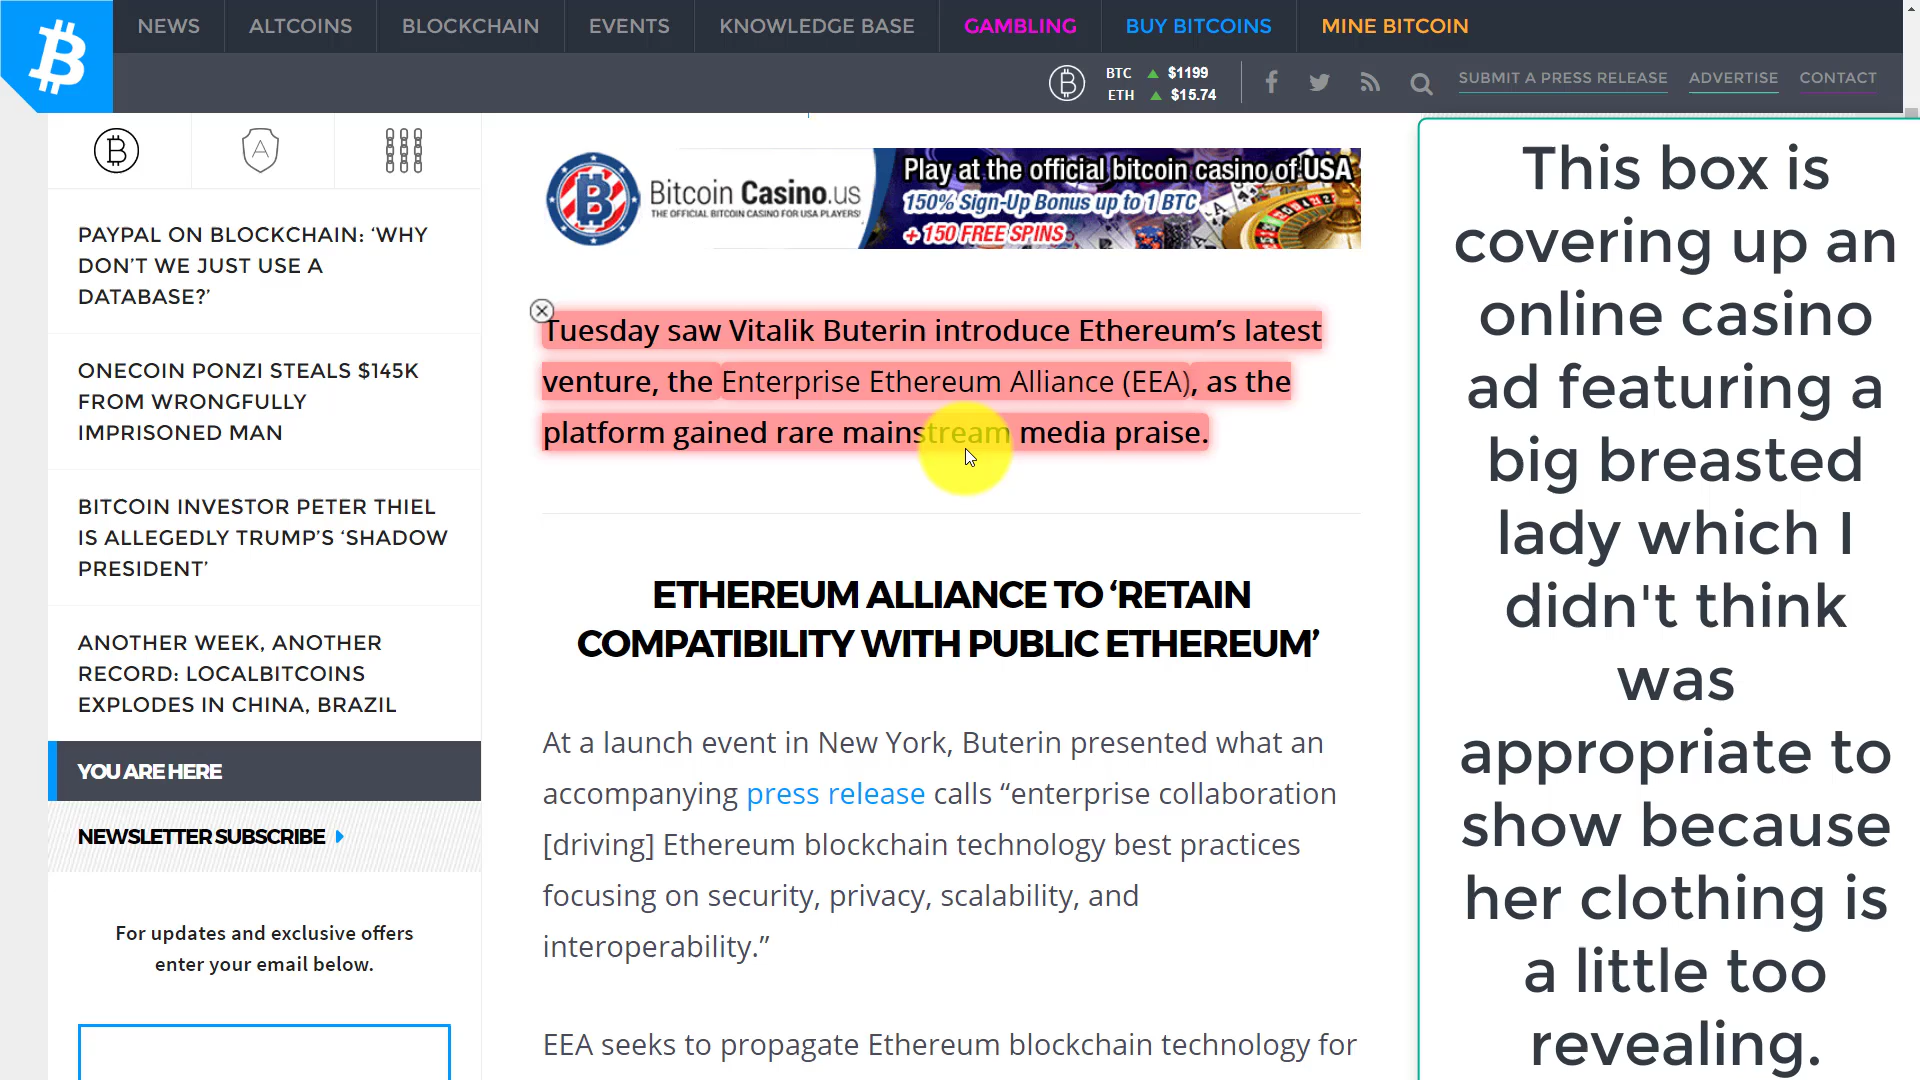 NEWS ALTCOINS BLOCKCHAIN EVENTS KNOWLEDGE BASE GAMBLING BUY BITCOINS MINE BITCOIN
BTC ▲ $1199
ETH ▲ $15.74
SUBMIT A PRESS RELEASE ADVERTISE CONTACT
A
PAYPAL ON BLOCKCHAIN: ‘WHY
DON’T WE JUST USE A
DATABASE?’
ONECOIN PONZI STEALS $145K
FROM WRONGFULLY
IMPRISONED MAN
BITCOIN INVESTOR PETER THIEL
IS ALLEGEDLY TRUMP’S ‘SHADOW
PRESIDENT’
ANOTHER WEEK, ANOTHER
RECORD: LOCALBITCOINS
EXPLODES IN CHINA, BRAZIL
YOU ARE HERE
NEWSLETTER SUBSCRIBE
For updates and exclusive offers
enter your email below.
Bitcoin Casino.us
THE OFFICIAL BITCOIN CASINO FOR USA PLAYERS!
Play at the official bitcoin casino of USA
150% Sign-Up Bonus up to 1 BTC
+ 150 FREE SPINS
Tuesday saw Vitalik Buterin introduce Ethereum’s latest
venture, the Enterprise Ethereum Alliance (EEA), as the
platform gained rare mainstream media praise.
ETHEREUM ALLIANCE TO ‘RETAIN
COMPATIBILITY WITH PUBLIC ETHEREUM’
At a launch event in New York, Buterin presented what an
accompanying press release calls “enterprise collaboration
[driving] Ethereum blockchain technology best practices
focusing on security, privacy, scalability, and
interoperability.”
EEA seeks to propagate Ethereum blockchain technology for
This box is
covering up an
online casino
ad featuring a
big breasted
lady which I
didn't think
was
appropriate to
show because
her clothing is
a little too
revealing.